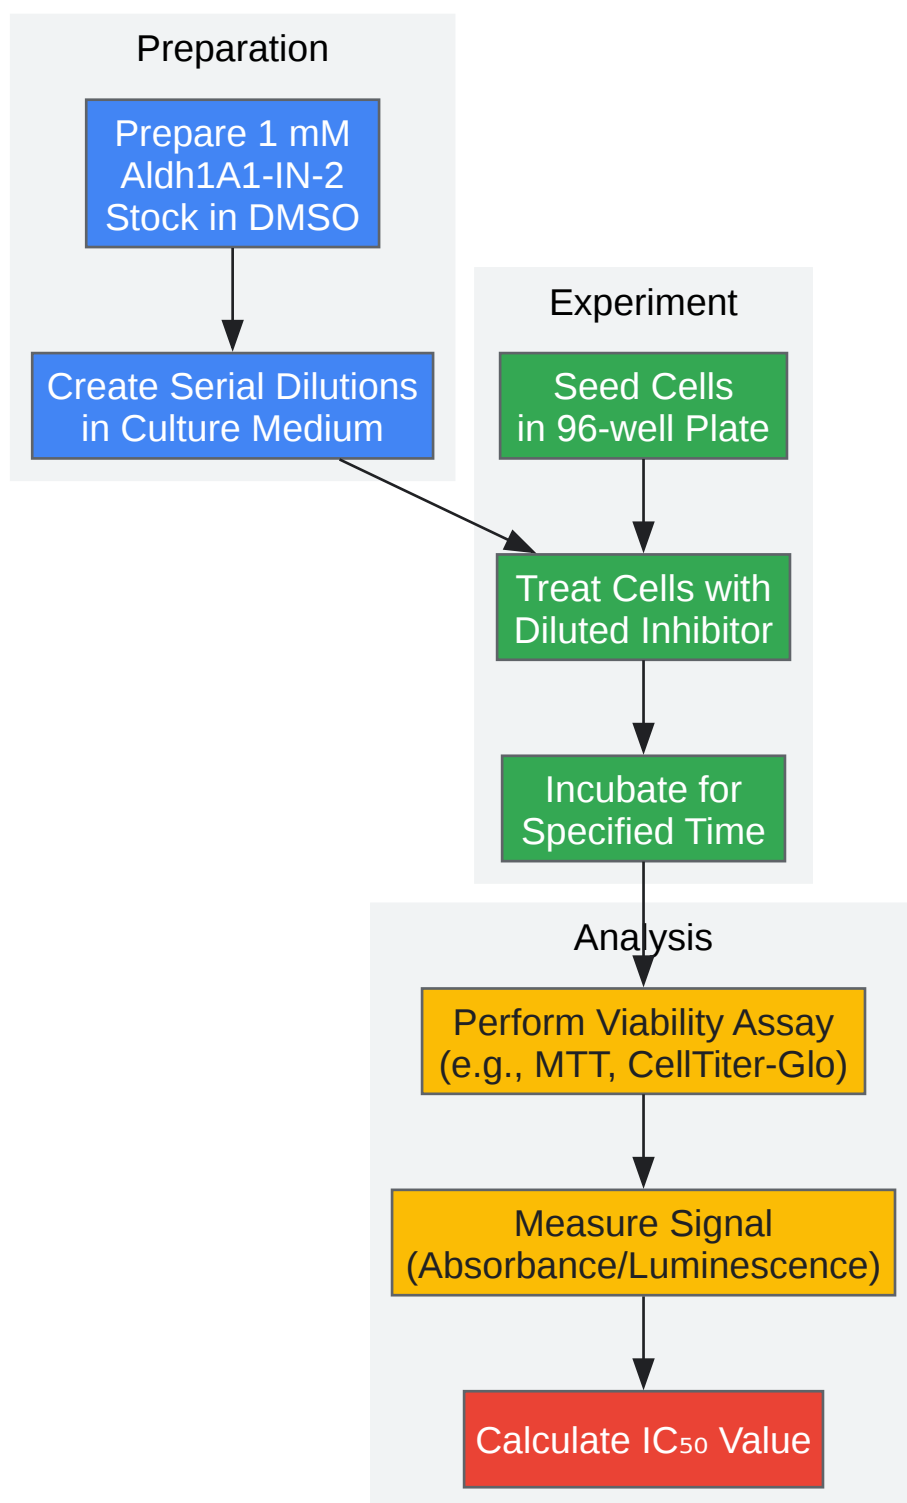 Preparation
Prepare 1 mM
Aldh1A1-IN-2
Stock in DMSO
Create Serial Dilutions
in Culture Medium
Experiment
Seed Cells
in 96-well Plate
Treat Cells with
Diluted Inhibitor
Incubate for
Specified Time
Analysis
Perform Viability Assay
(e.g., MTT, CellTiter-Glo)
Measure Signal
(Absorbance/Luminescence)
Calculate IC₅₀ Value